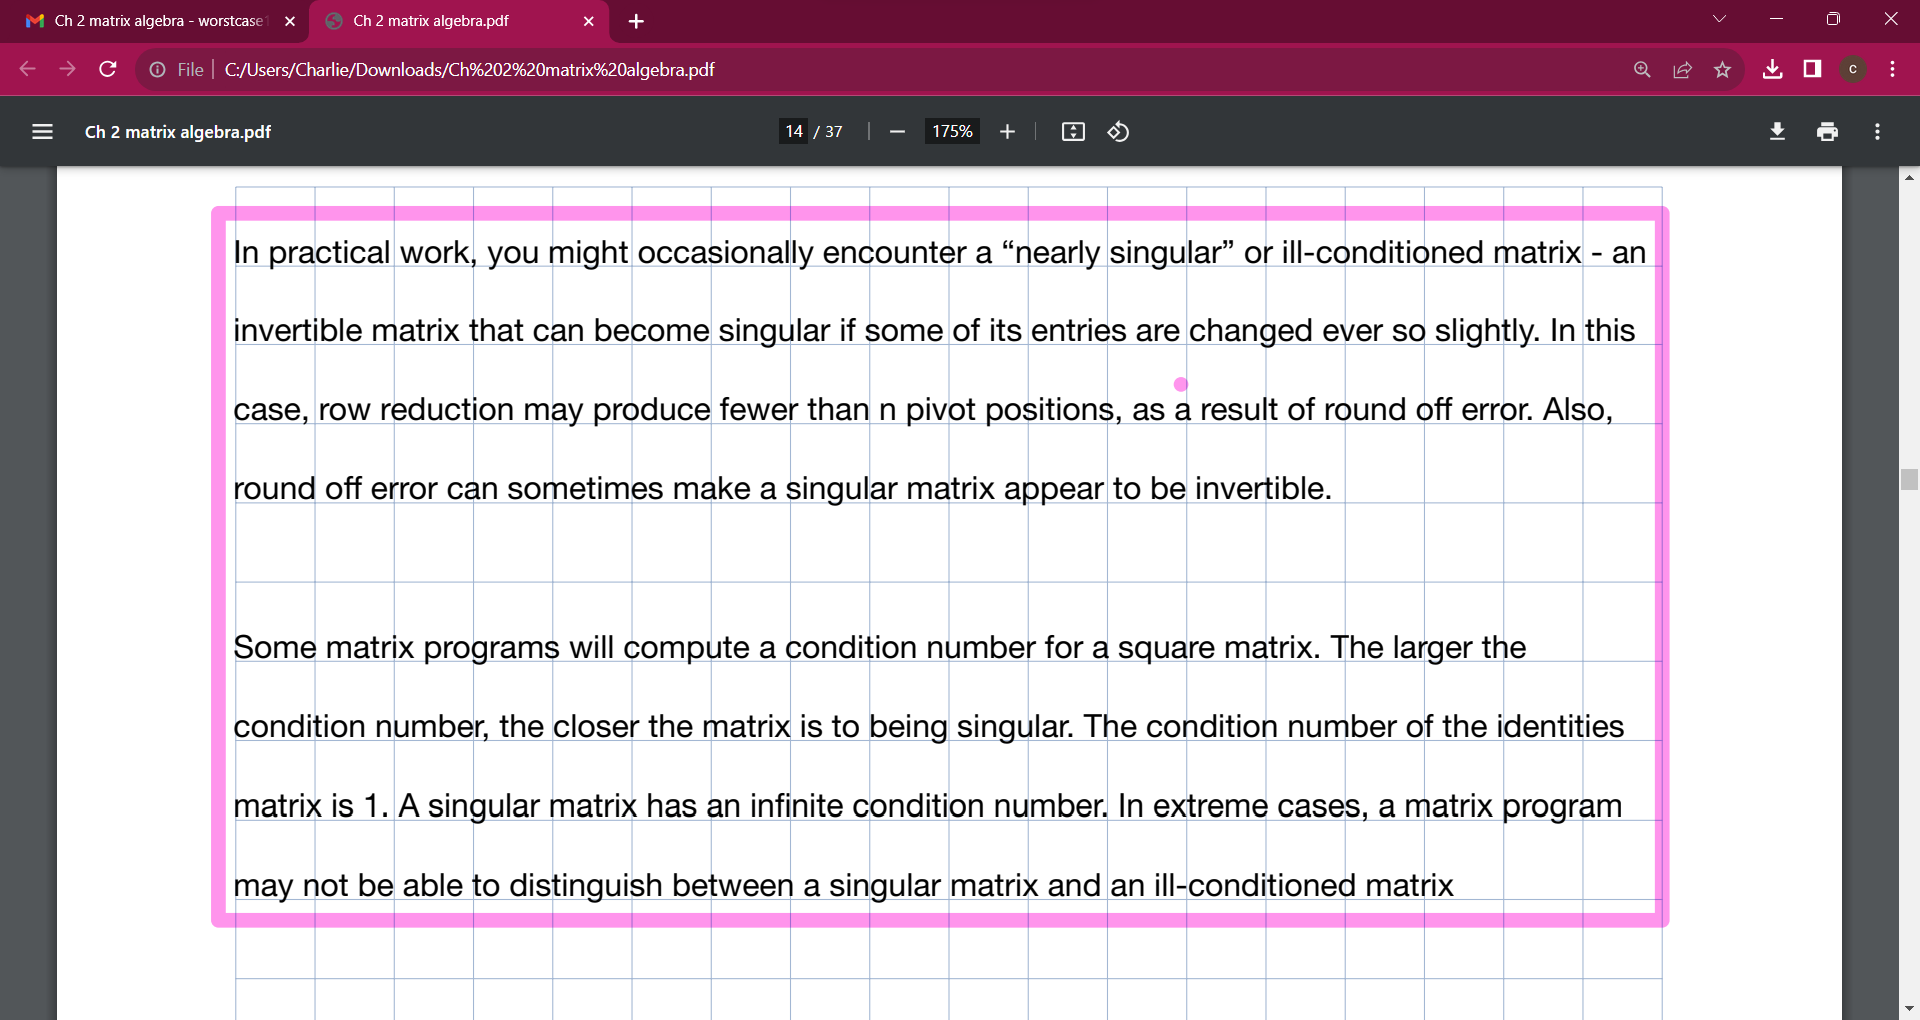 Ch 2 matrix algebra - worstcase
Ch 2 matrix algebra.pdf
File
C:/Users/Charlie/Downloads/Ch%202%20matrix%20algebra.pdf
C
Ch 2 matrix algebra.pdf
14 / 37
175%
In practical work, you might occasionally encounter a “nearly singular” or ill-conditioned matrix - an
invertible matrix that can become singular if some of its entries are changed ever so slightly. In this
case, row reduction may produce fewer than n pivot positions, as a result of round off error. Also,
round off error can sometimes make a singular matrix appear to be invertible.
Some matrix programs will compute a condition number for a square matrix. The larger the
condition number, the closer the matrix is to being singular. The condition number of the identities
matrix is 1. A singular matrix has an infinite condition number. In extreme cases, a matrix program
may not be able to distinguish between a singular matrix and an ill-conditioned matrix